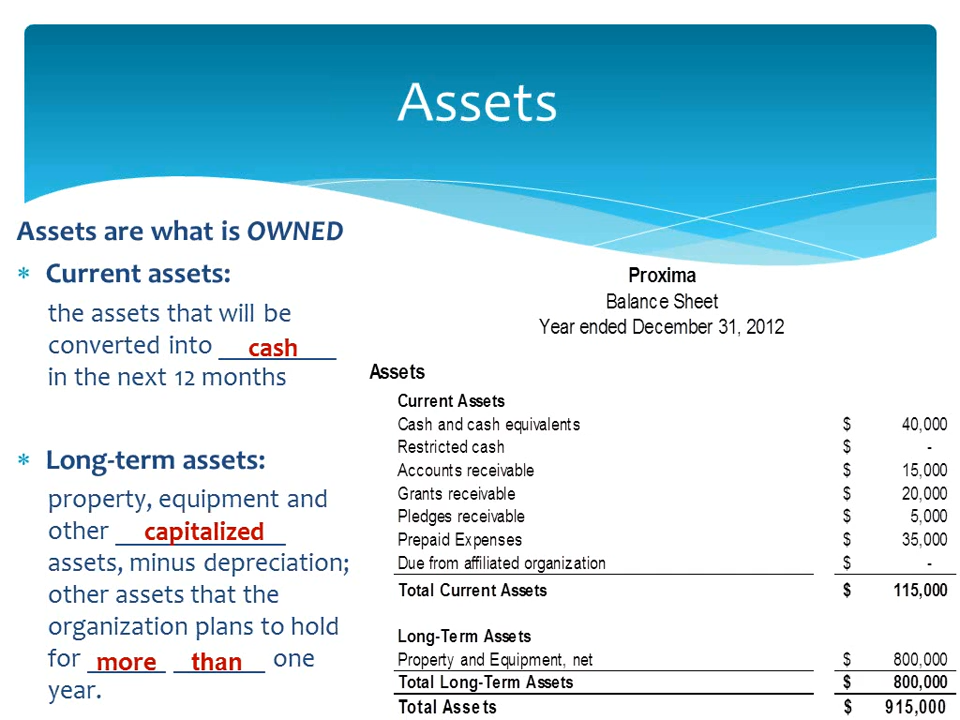 Assets
Assets are what is OWNED
* Current assets:
the assets that will be
converted into ___cash___
in the next 12 months
* Long-term assets:
property, equipment and
other ___capitalized___
assets, minus depreciation;
other assets that the
organization plans to hold
for more than one
year.
Proxima
Balance Sheet
Year ended December 31, 2012
Assets
Current Assets
Cash and cash equivalents $ 40,000
Restricted cash $ -
Accounts receivable $ 15,000
Grants receivable $ 20,000
Pledges receivable $ 5,000
Prepaid Expenses $ 35,000
Due from affiliated organization $ -
Total Current Assets $ 115,000
Long-Term Assets
Property and Equipment, net $ 800,000
Total Long-Term Assets $ 800,000
Total Assets $ 915,000